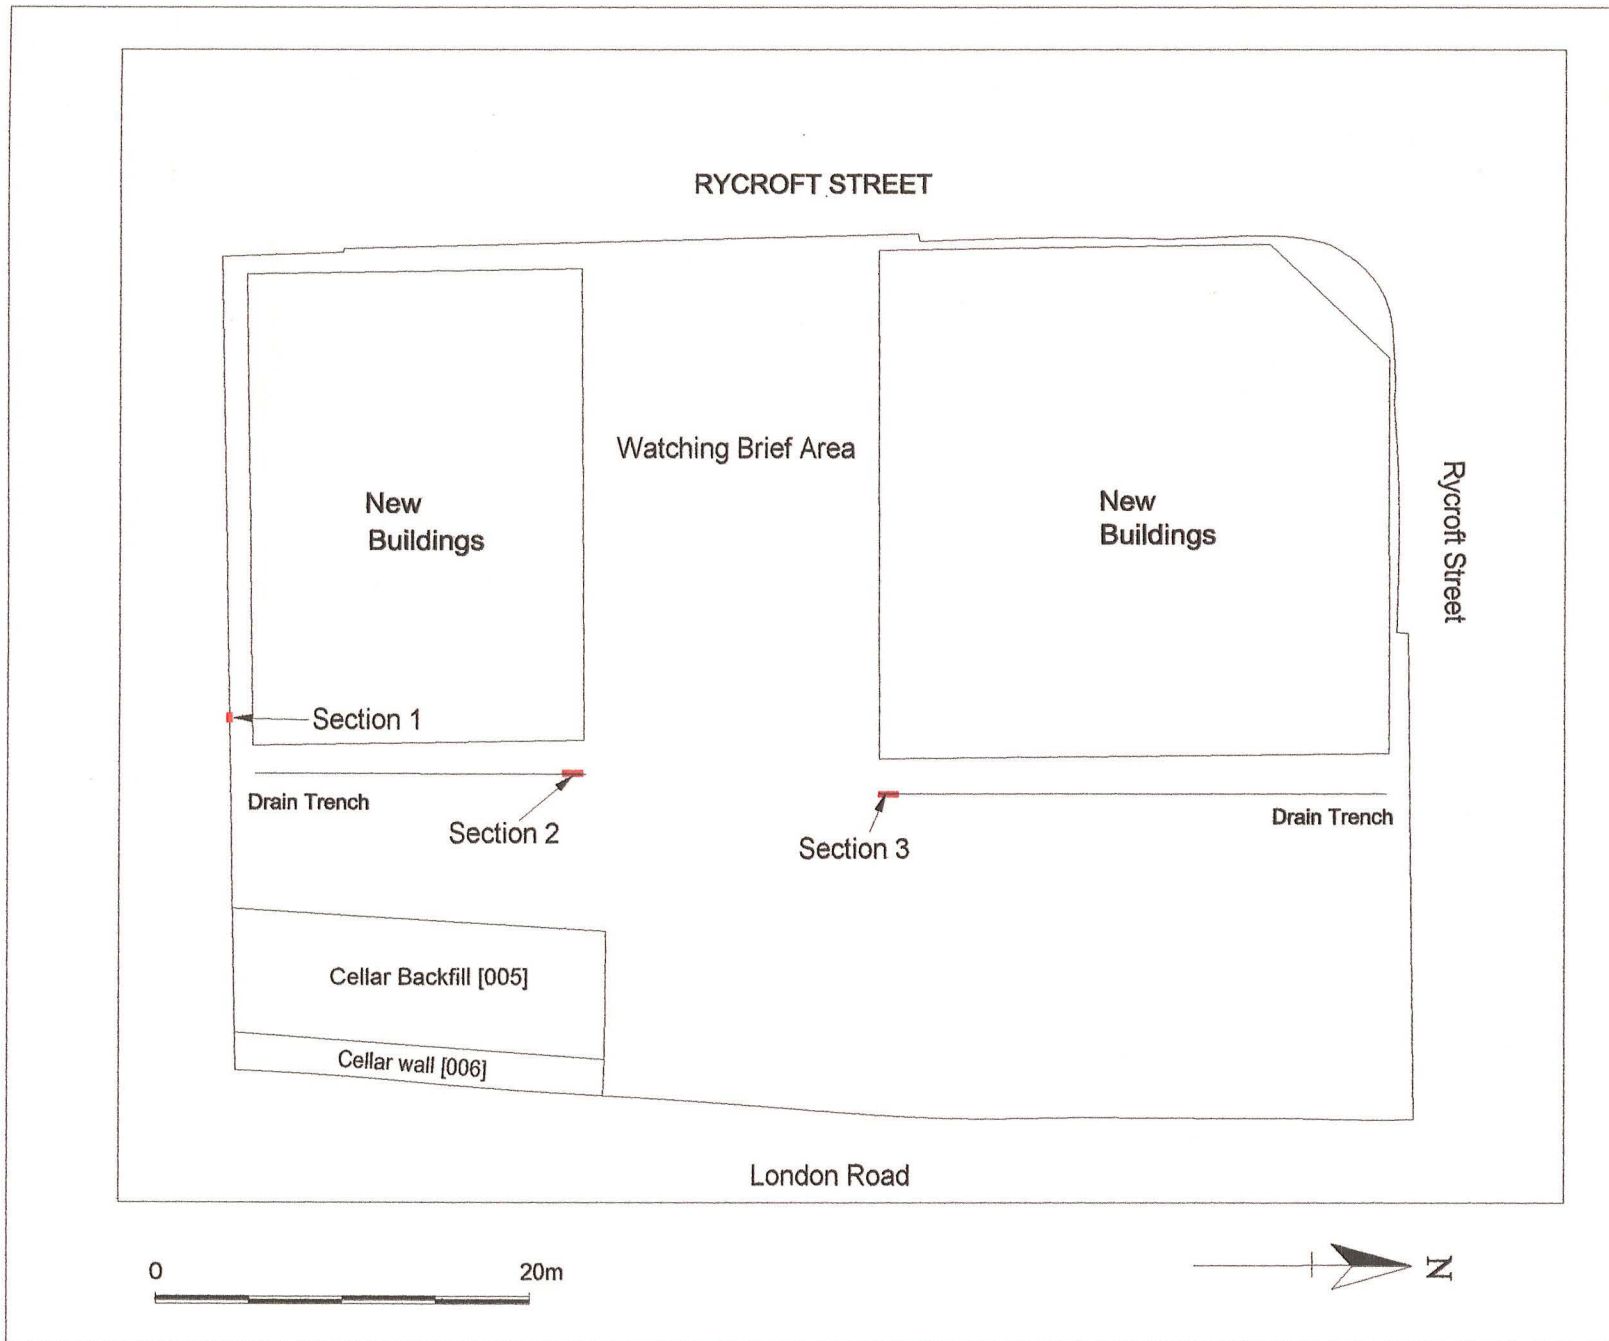 RYCROFT STREET
Watching Brief Area
New
Buildings
New
Buildings
Rycroft Street
Section 1
Drain Trench
Section 2
Section 3
Drain Trench
Cellar Backfill [005]
Cellar wall [006]
London Road
0
20m
N